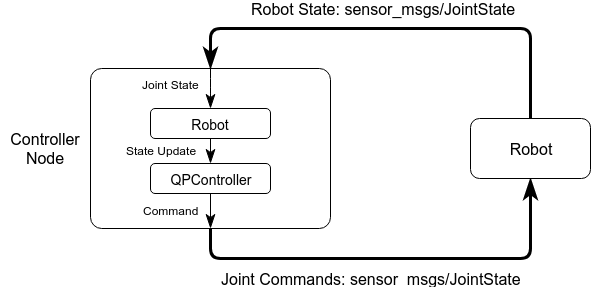 Robot State: sensor_msgs/JointState
Joint State
Robot
State Update
QPController
Command
Controller
Node
Robot
Joint Commands: sensor_msgs/JointState